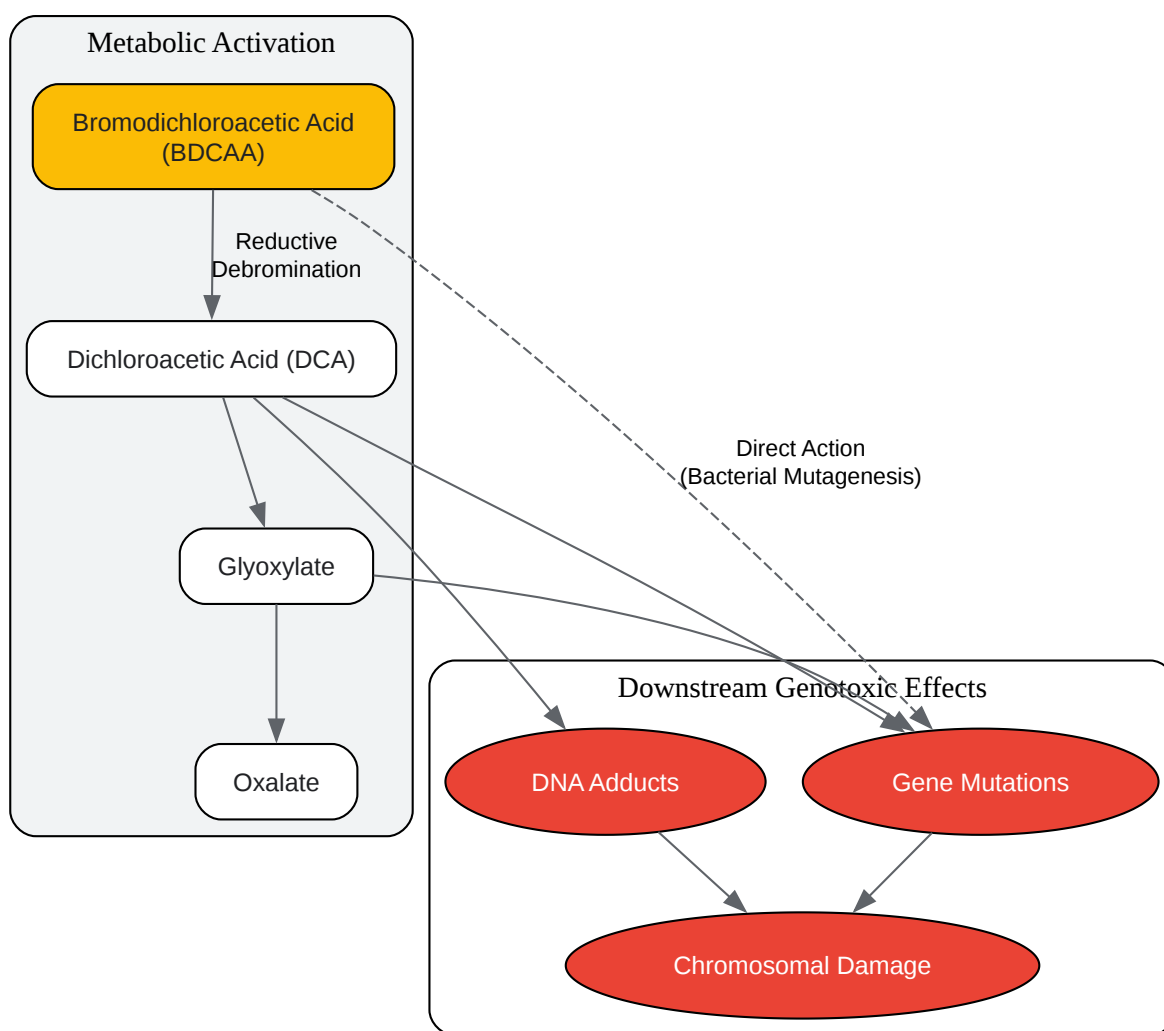 Metabolic Activation
Bromodichloroacetic Acid
(BDCAA)
Reductive
Debromination
Dichloroacetic Acid (DCA)
Direct Action
(Bacterial Mutagenesis)
Glyoxylate
Downstream Genotoxic Effects
Oxalate
DNA Adducts
Gene Mutations
Chromosomal Damage